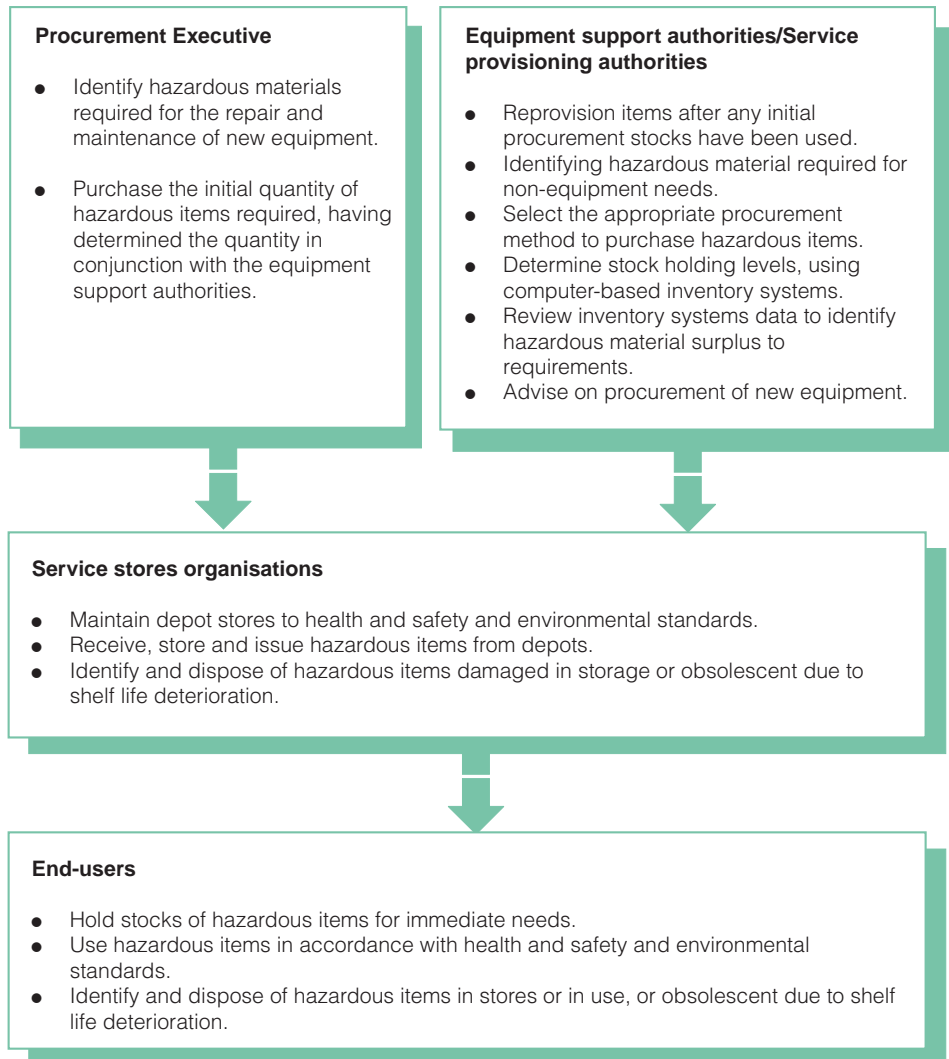 Procurement Executive
● Identify hazardous materials
required for the repair and
maintenance of new equipment.
● Purchase the initial quantity of
hazardous items required, having
determined the quantity in
conjunction with the equipment
support authorities.
Equipment support authorities/Service
provisioning authorities
● Reprovision items after any initial
procurement stocks have been used.
● Identifying hazardous material required for
non-equipment needs.
● Select the appropriate procurement
method to purchase hazardous items.
● Determine stock holding levels, using
computer-based inventory systems.
● Review inventory systems data to identify
hazardous material surplus to
requirements.
● Advise on procurement of new equipment.
Service stores organisations
● Maintain depot stores to health and safety and environmental standards.
● Receive, store and issue hazardous items from depots.
● Identify and dispose of hazardous items damaged in storage or obsolescent due to
shelf life deterioration.
End-users
● Hold stocks of hazardous items for immediate needs.
● Use hazardous items in accordance with health and safety and environmental
standards.
● Identify and dispose of hazardous items in stores or in use, or obsolescent due to shelf
life deterioration.